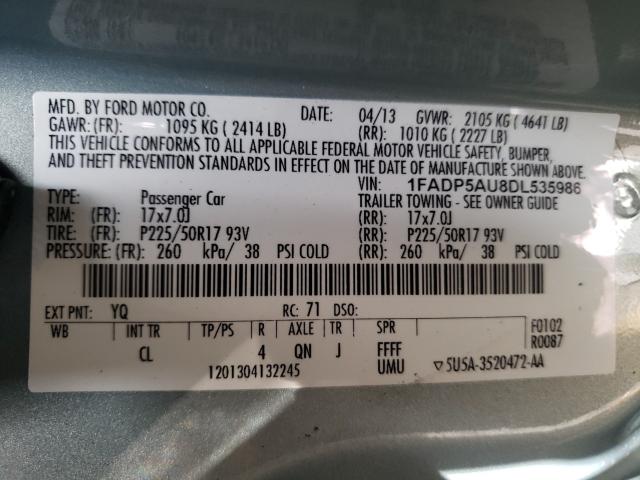 MFD. BY FORD MOTOR CO. DATE: 04/13 GVWR: 2105 KG ( 4641 LB)
GAWR: (FR): 1095 KG ( 2414 LB) (RR): 1010 KG ( 2227 LB)
THIS VEHICLE CONFORMS TO ALL APPLICABLE FEDERAL MOTOR VEHICLE SAFETY, BUMPER,
AND THEFT PREVENTION STANDARDS IN EFFECT ON THE DATE OF MANUFACTURE SHOWN ABOVE.
VIN: 1FADP5AU8DL535986
TYPE: Passenger Car TRAILER TOWING - SEE OWNER GUIDE
RIM: (FR): 17x7.0J (RR): 17x7.0J
TIRE: (FR): P225/50R17 93V (RR): P225/50R17 93V
PRESSURE: (FR): 260 kPa/ 38 PSI COLD (RR): 260 kPa/ 38 PSI COLD
EXT PNT: YQ RC: 71 DSO:
WB INT TR TP/PS R AXLE TR SPR F0102
CL 4 QN J FFFF R0087
1201304132245 UMU ▽ 5U5A-3520472-AA